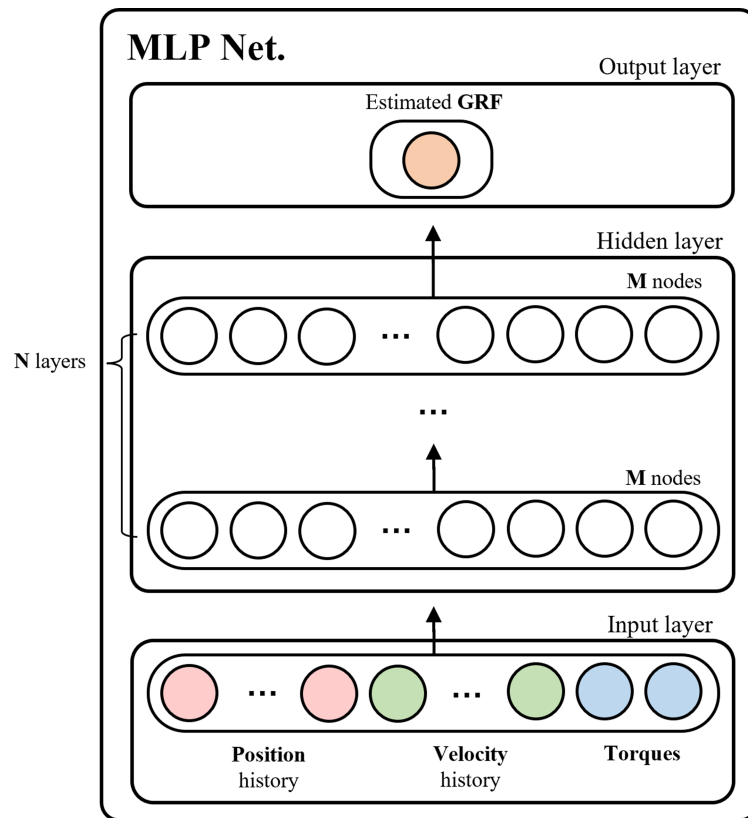 MLP Net.
Output layer
Estimated GRF
Hidden layer
M nodes
...
N layers
...
M nodes
...
Input layer
... ...
Position Velocity Torques
history history